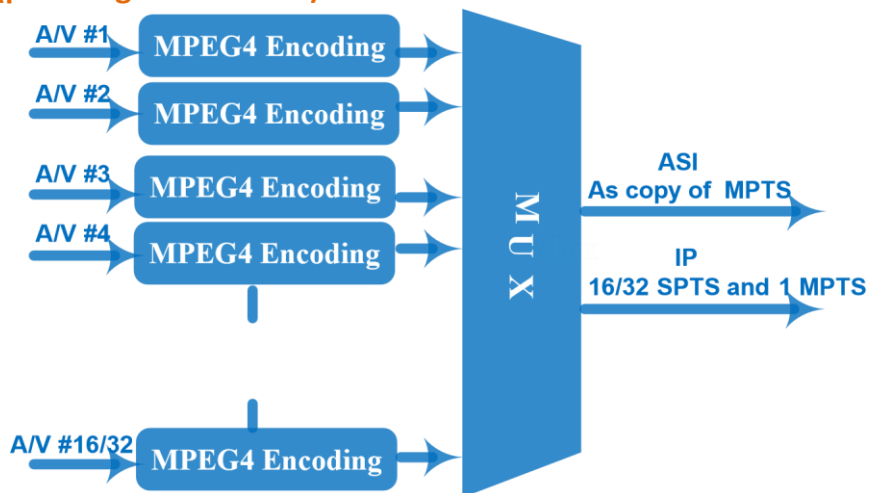 A/V #1
MPEG4 Encoding
A/V #2
MPEG4 Encoding
A/V #3
MPEG4 Encoding
A/V #4
MPEG4 Encoding
A/V #16/32
MPEG4 Encoding
MUX
ASI
As copy of MPTS
IP
16/32 SPTS and 1 MPTS